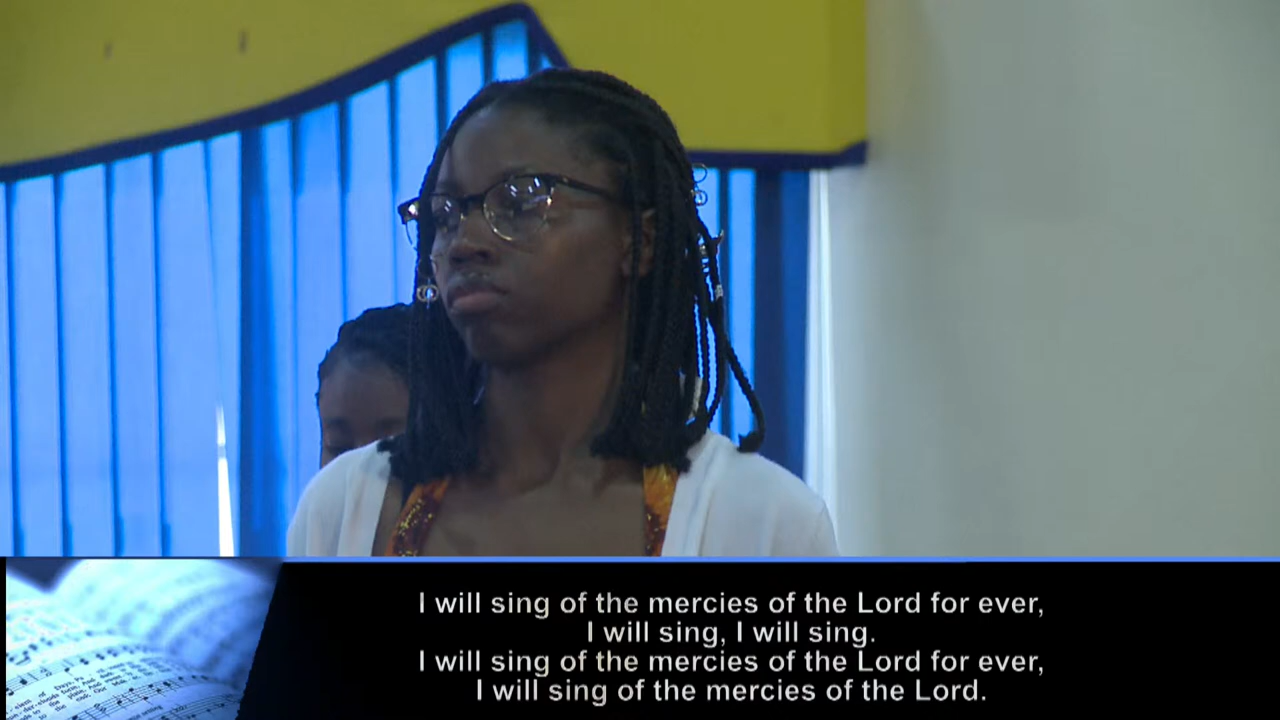 I will sing of the mercies of the Lord for ever,
I will sing, I will sing.
I will sing of the mercies of the Lord for ever,
I will sing of the mercies of the Lord.